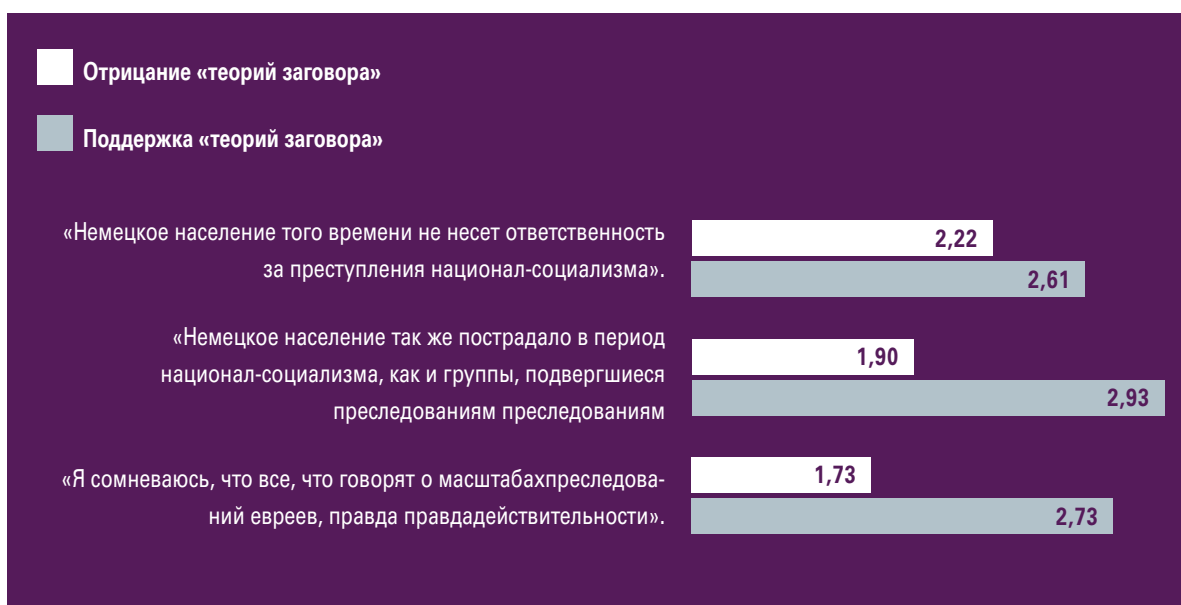 Отрицание «теорий заговора»
Поддержка «теорий заговора»
«Немецкое население того времени не несет ответственность
за преступления национал-социализма».
2,22
2,61
«Немецкое население так же пострадало в период
национал-социализма, как и группы, подвергшиеся
преследованиям преследованиям
1,90
2,93
«Я сомневаюсь, что все, что говорят о масштабахпреследова-
ний евреев, правда правдадействительности».
1,73
2,73